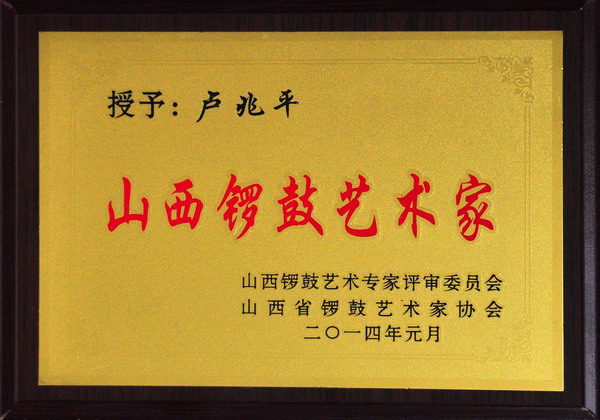 授予：卢兆平
山西锣鼓艺术家
山西锣鼓艺术专家评审委员会
山西省锣鼓艺术家协会
二〇一四年元月